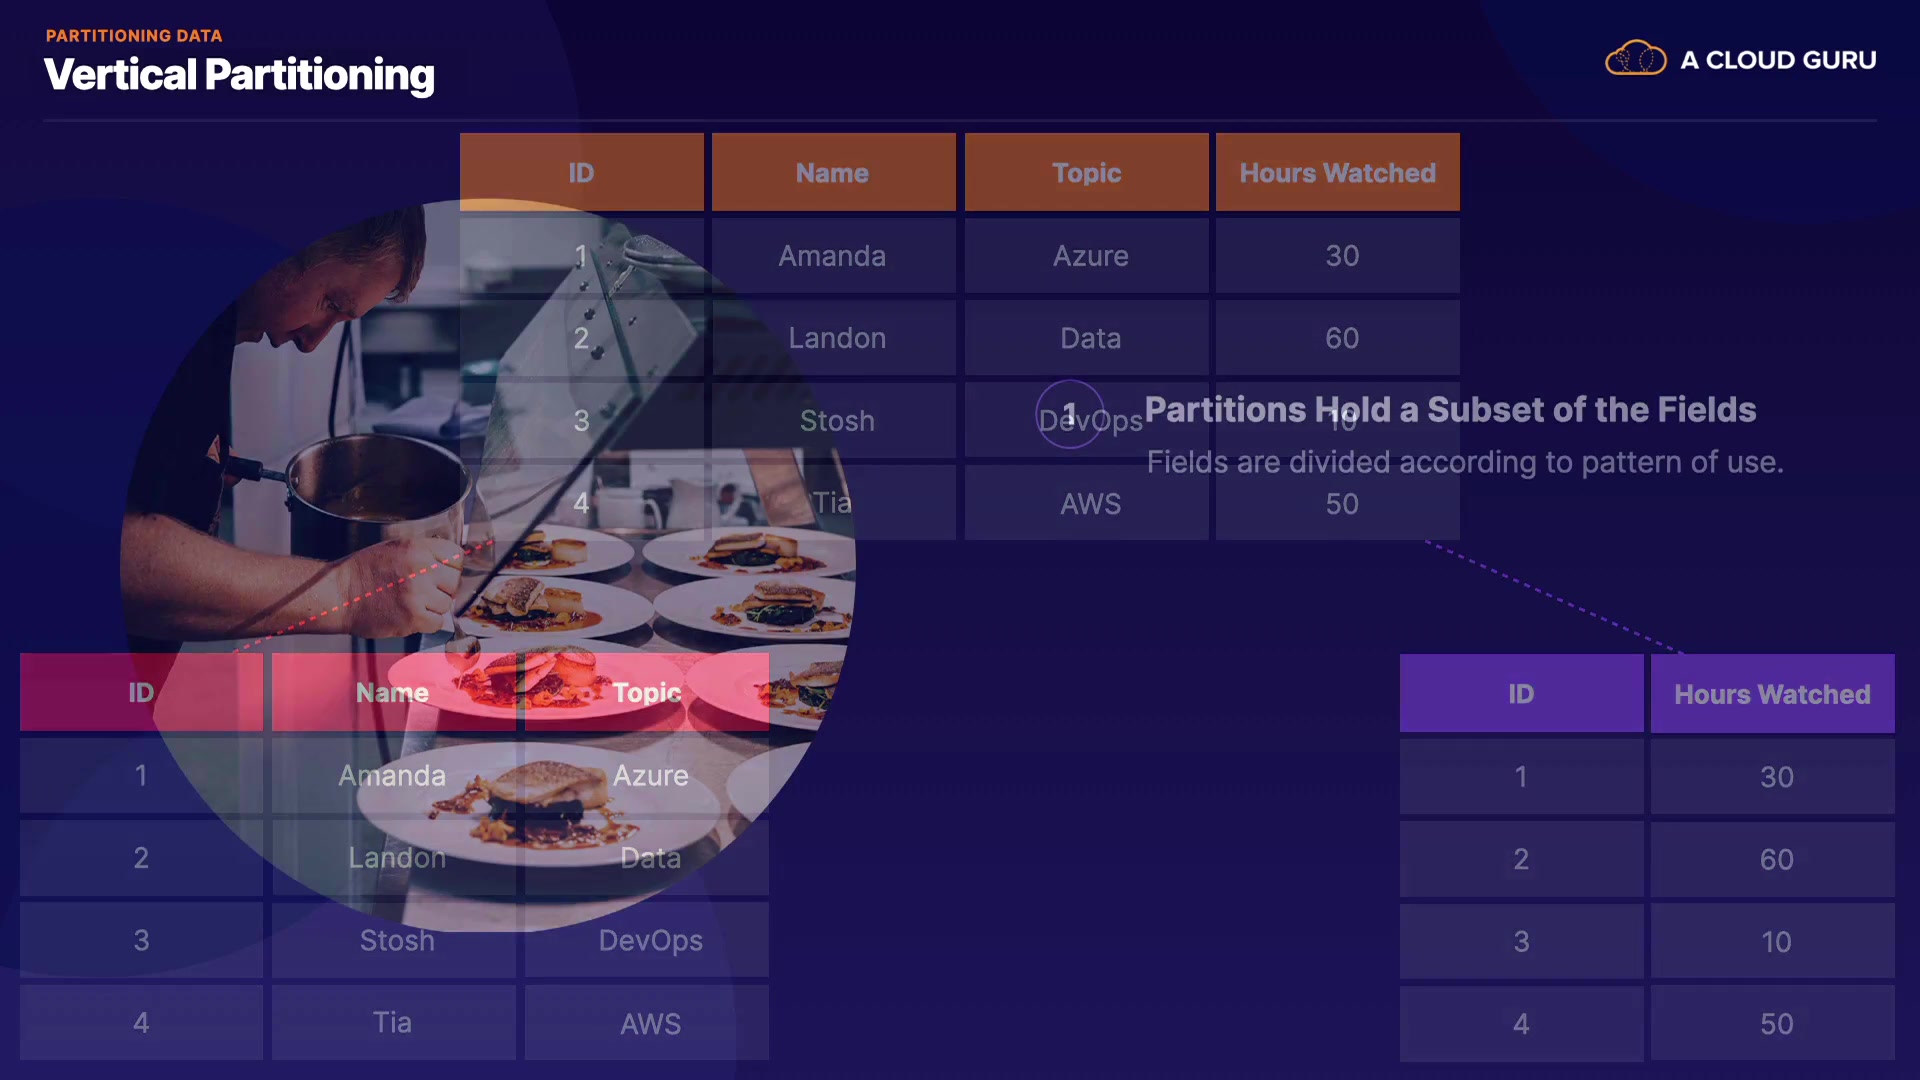 PARTITIONING DATA
Vertical Partitioning
A CLOUD GURU
ID Name Topic Hours Watched
1 Amanda Azure 30
2 Landon Data 60
3 Stosh DevOps 10
4 Tia AWS 50
1 Partitions Hold a Subset of the Fields
Fields are divided according to pattern of use.
ID Name Topic
1 Amanda Azure
2 Landon Data
3 Stosh DevOps
4 Tia AWS
ID Hours Watched
1 30
2 60
3 10
4 50